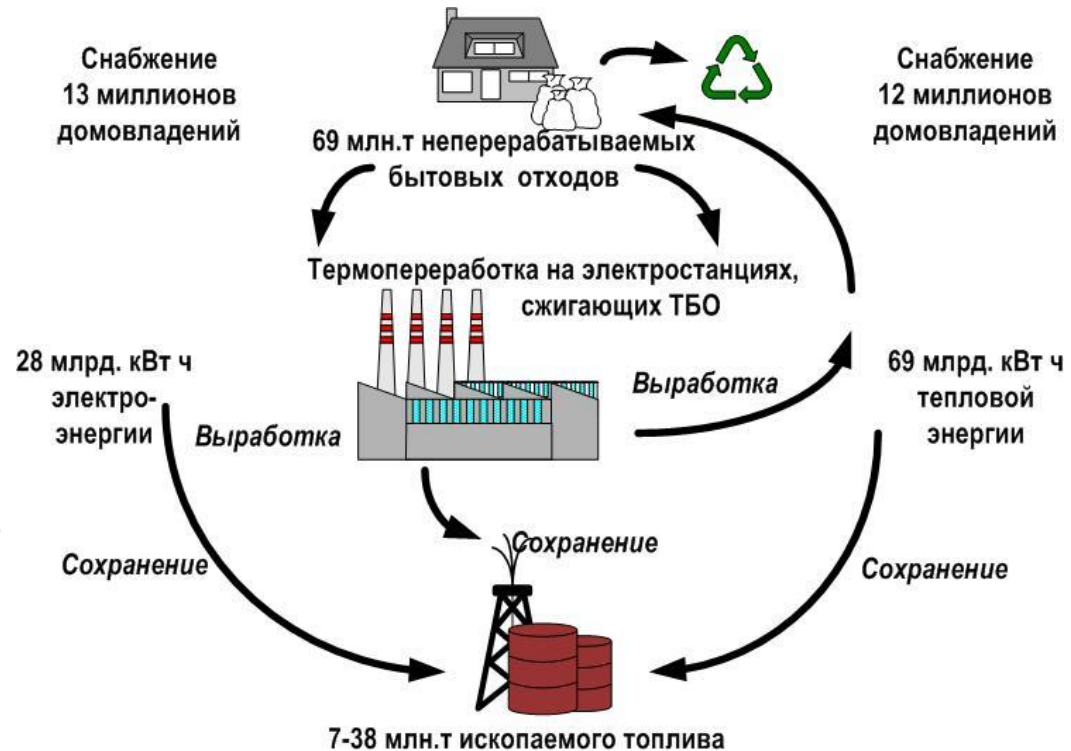 Снабжение
13 миллионов
домовладений
Снабжение
12 миллионов
домовладений
69 млн.т неперерабатываемых
бытовых отходов
Термопереработка на электростанциях,
сжигающих ТБО
28 млрд. кВт ч
электро-
энергии
Выработка
Выработка
69 млрд. кВт ч
тепловой
энергии
Сохранение
Сохранение
Сохранение
7-38 млн.т ископаемого топлива